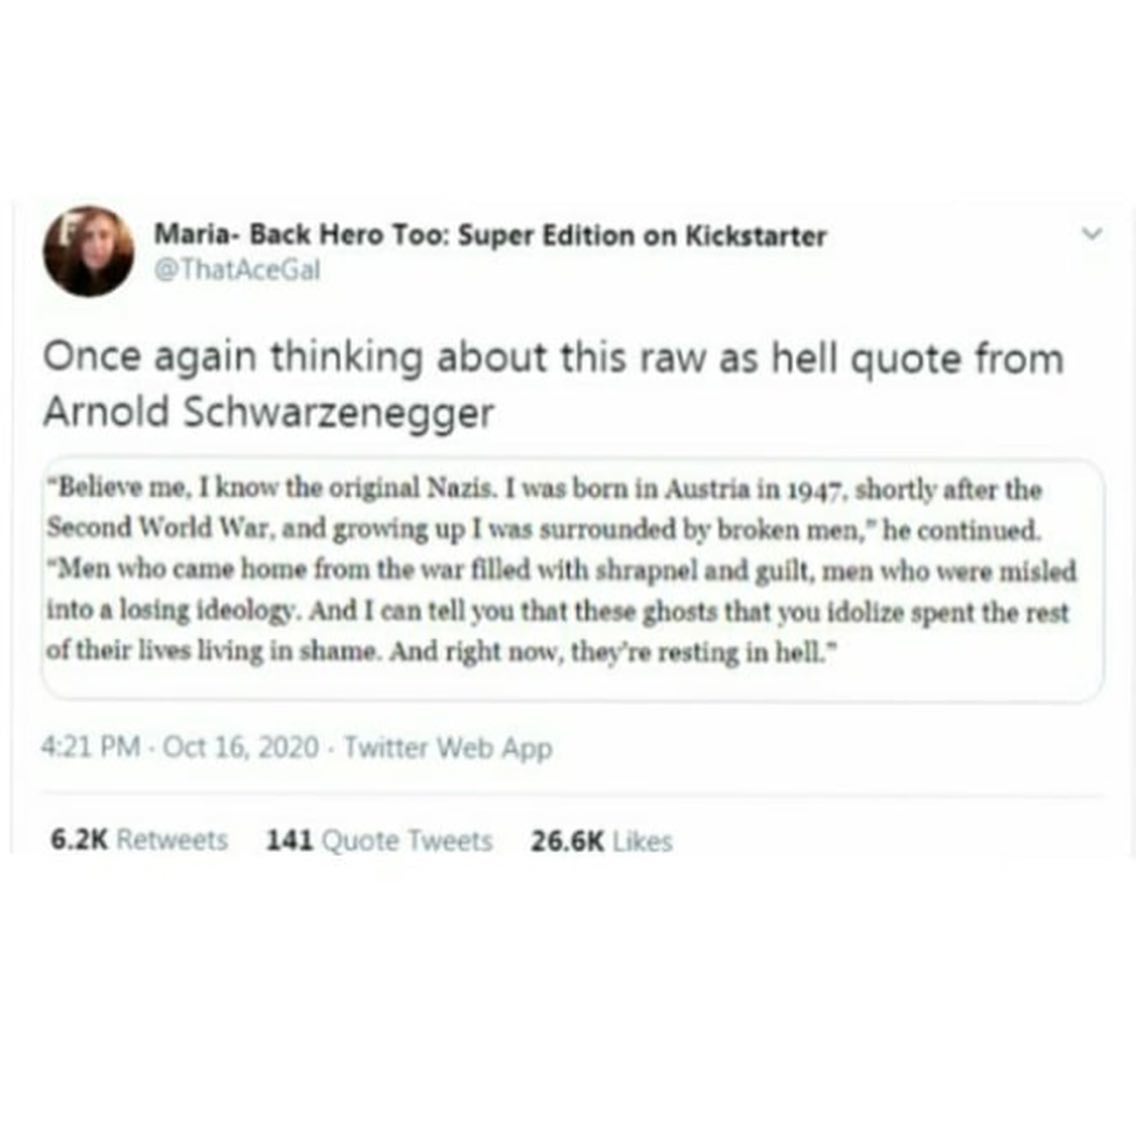 Maria- Back Hero Too: Super Edition on Kickstarter
@ThatAceGal
Once again thinking about this raw as hell quote from
Arnold Schwarzenegger
"Believe me, I know the original Nazis. I was born in Austria in 1947, shortly after the
Second World War, and growing up I was surrounded by broken men," he continued.
"Men who came home from the war filled with shrapnel and guilt, men who were misled
into a losing ideology. And I can tell you that these ghosts that you idolize spent the rest
of their lives living in shame. And right now, they're resting in hell."
4:21 PM · Oct 16, 2020 · Twitter Web App
6.2K Retweets 141 Quote Tweets 26.6K Likes